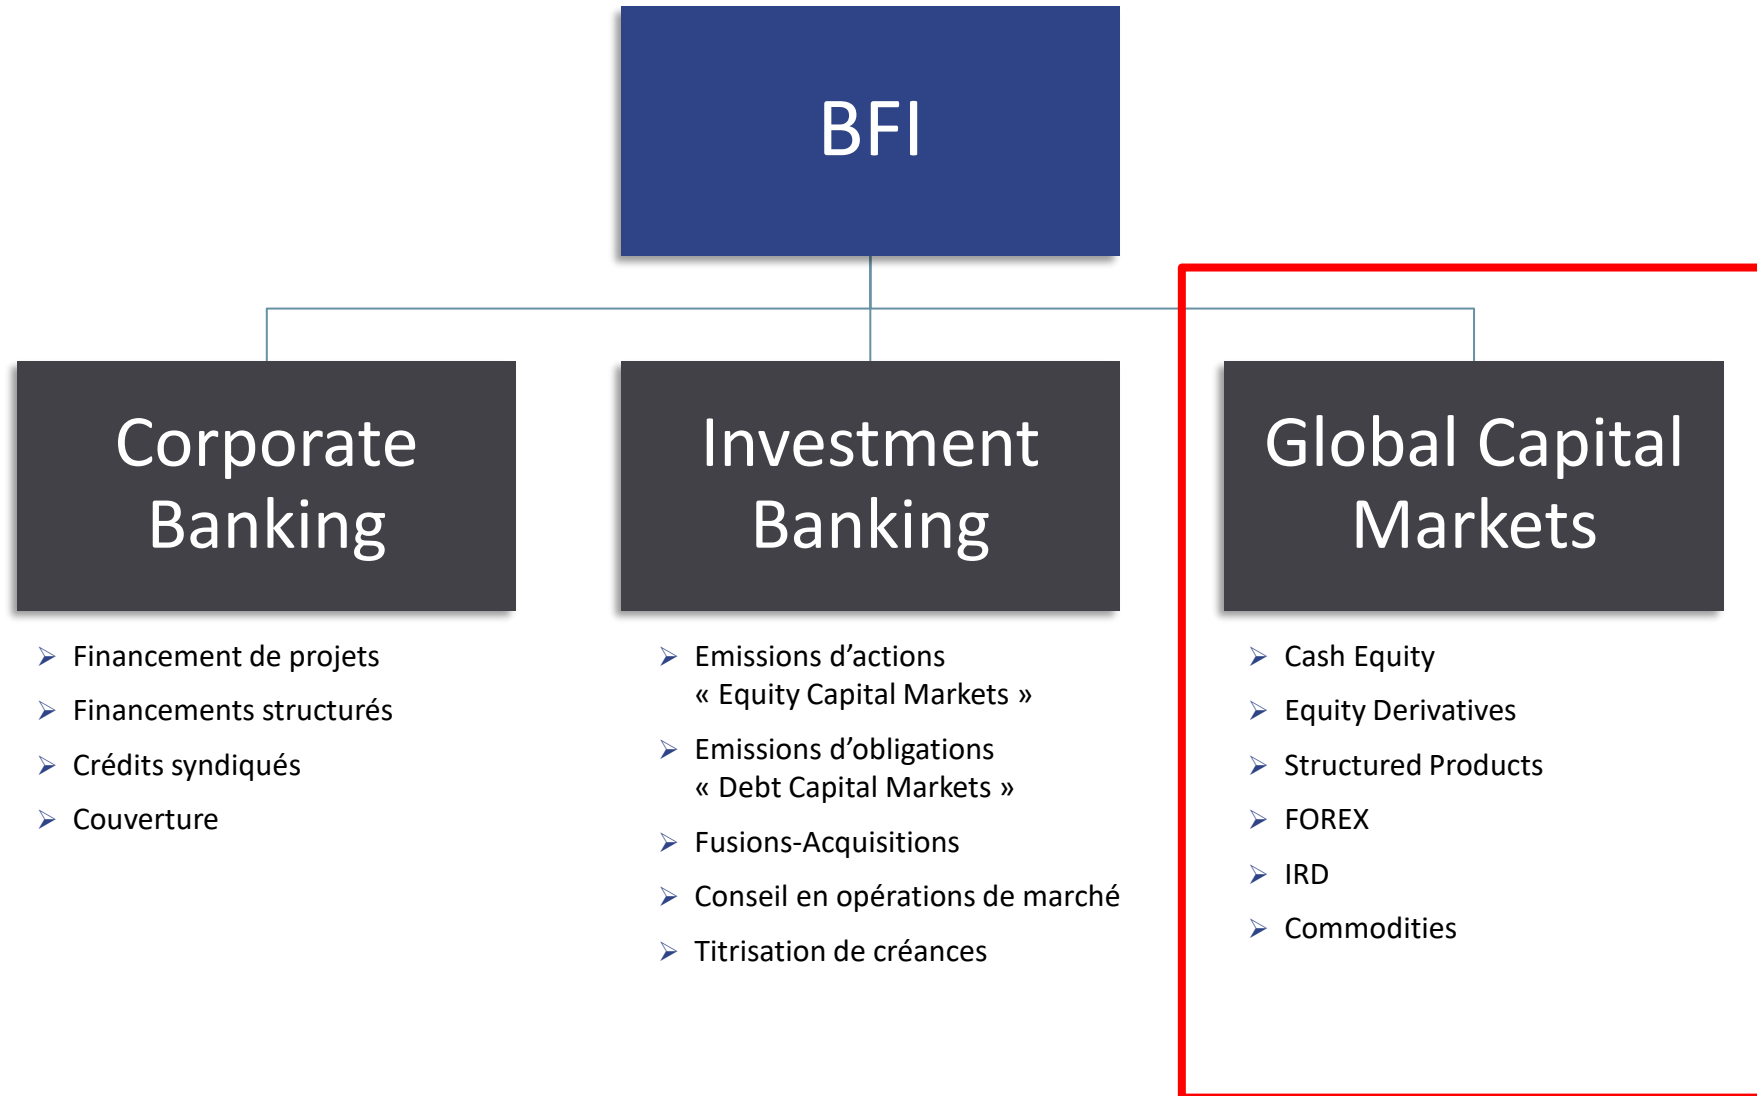 BFI
Corporate
Banking
➢ Financement de projets
➢ Financements structurés
➢ Crédits syndiqués
➢ Couverture
Investment
Banking
➢ Emissions d’actions
« Equity Capital Markets »
➢ Emissions d’obligations
« Debt Capital Markets »
➢ Fusions-Acquisitions
➢ Conseil en opérations de marché
➢ Titrisation de créances
Global Capital
Markets
➢ Cash Equity
➢ Equity Derivatives
➢ Structured Products
➢ FOREX
➢ IRD
➢ Commodities